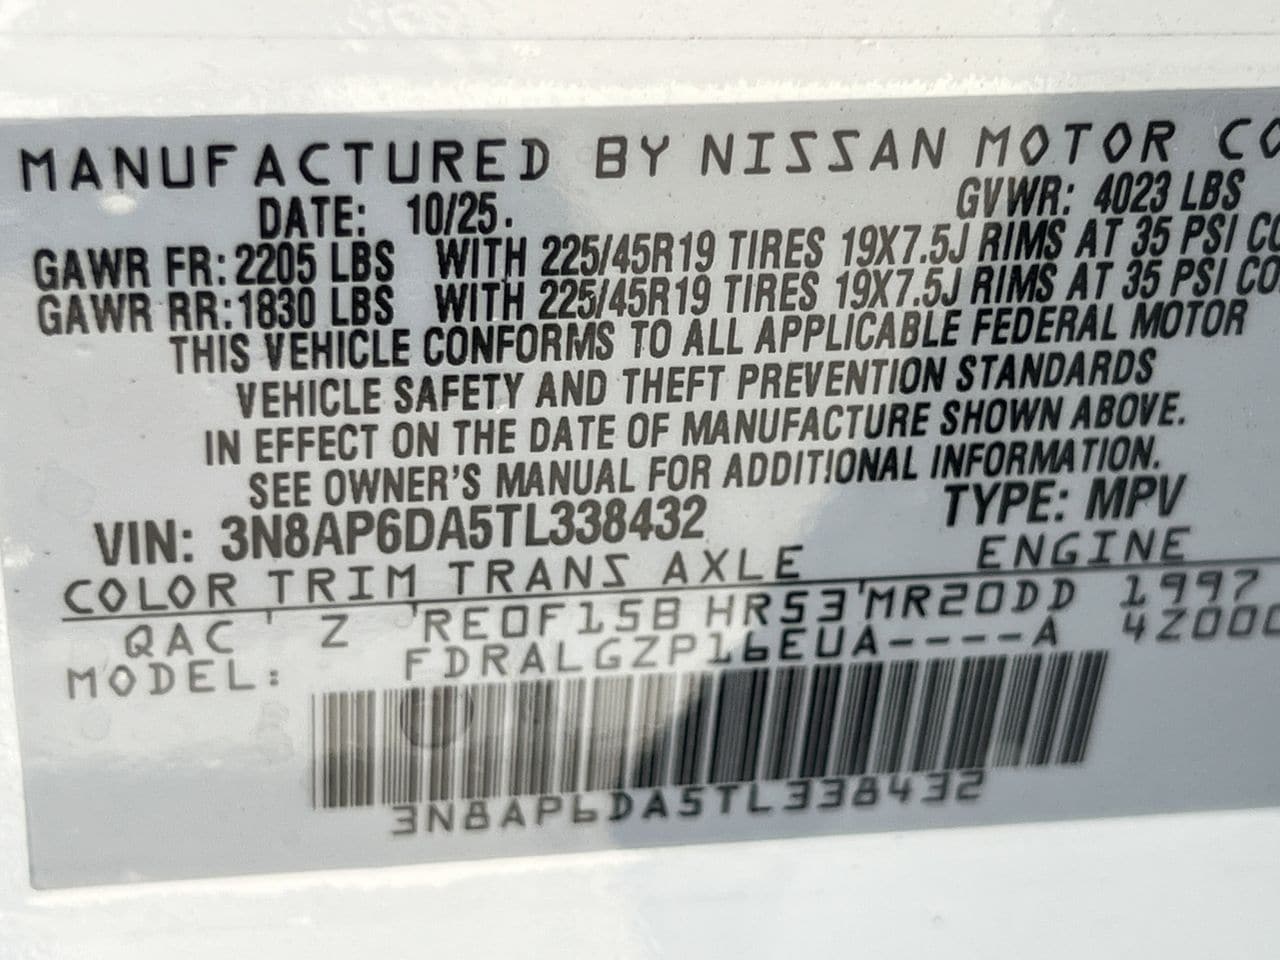 MANUFACTURED BY NISSAN MOTOR CO
DATE: 10/25. GVWR: 4023 LBS
GAWR FR: 2205 LBS WITH 225/45R19 TIRES 19X7.5J RIMS AT 35 PSI CO
GAWR RR: 1830 LBS WITH 225/45R19 TIRES 19X7.5J RIMS AT 35 PSI CO
THIS VEHICLE CONFORMS TO ALL APPLICABLE FEDERAL MOTOR
VEHICLE SAFETY AND THEFT PREVENTION STANDARDS
IN EFFECT ON THE DATE OF MANUFACTURE SHOWN ABOVE.
SEE OWNER'S MANUAL FOR ADDITIONAL INFORMATION.
VIN: 3N8AP6DA5TL338432 TYPE: MPV
COLOR TRIM TRANS AXLE ENGINE
QAC Z RE0F15B HR53 MR20DD 1997
MODEL: FDRALGZP16EUA----A 4Z000
3N8AP6DA5TL338432